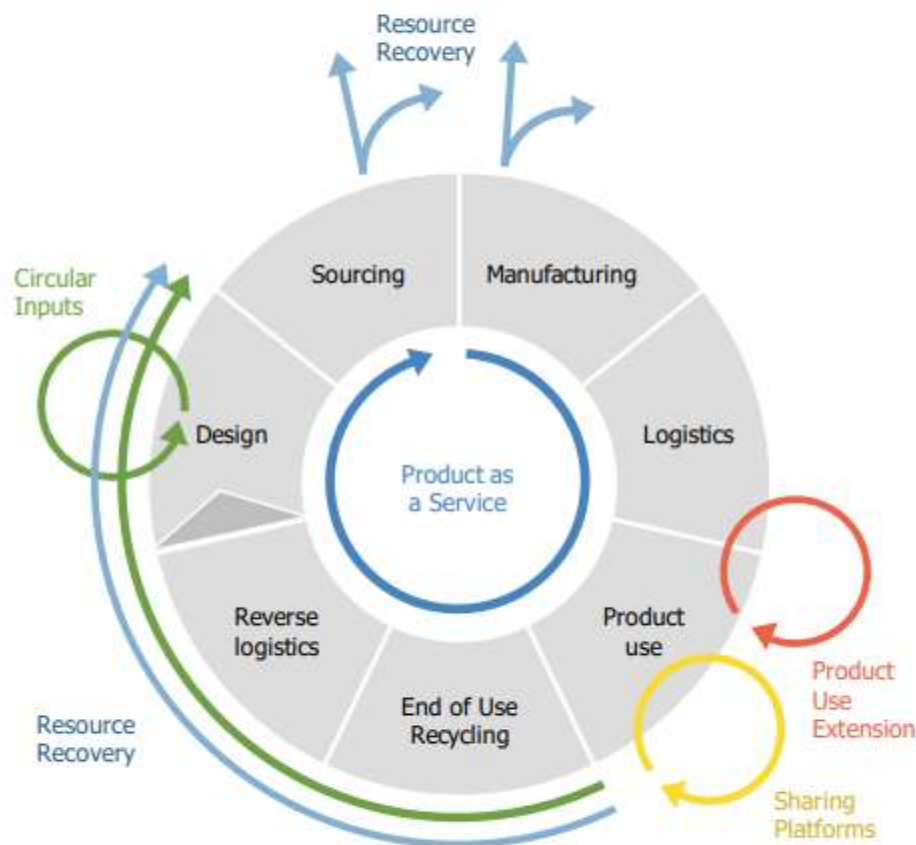 Resource
Recovery
Sourcing
Manufacturing
Circular
Inputs
Design
Logistics
Product as
a Service
Reverse
logistics
Product
use
End of Use
Recycling
Product
Use
Extension
Resource
Recovery
Sharing
Platforms